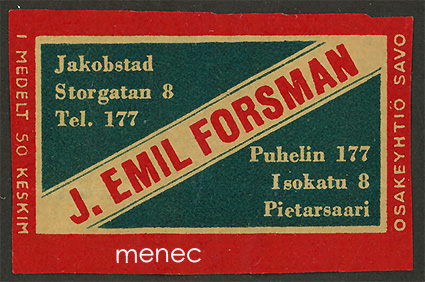 I MEDELT 50 KESKIM
Jakobstad
Storgatan 8
Tel. 177
J. EMIL FORSMAN
Puhelin 177
Isokatu 8
Pietarsaari
OSAKEYHTIÖ SAVO
menec